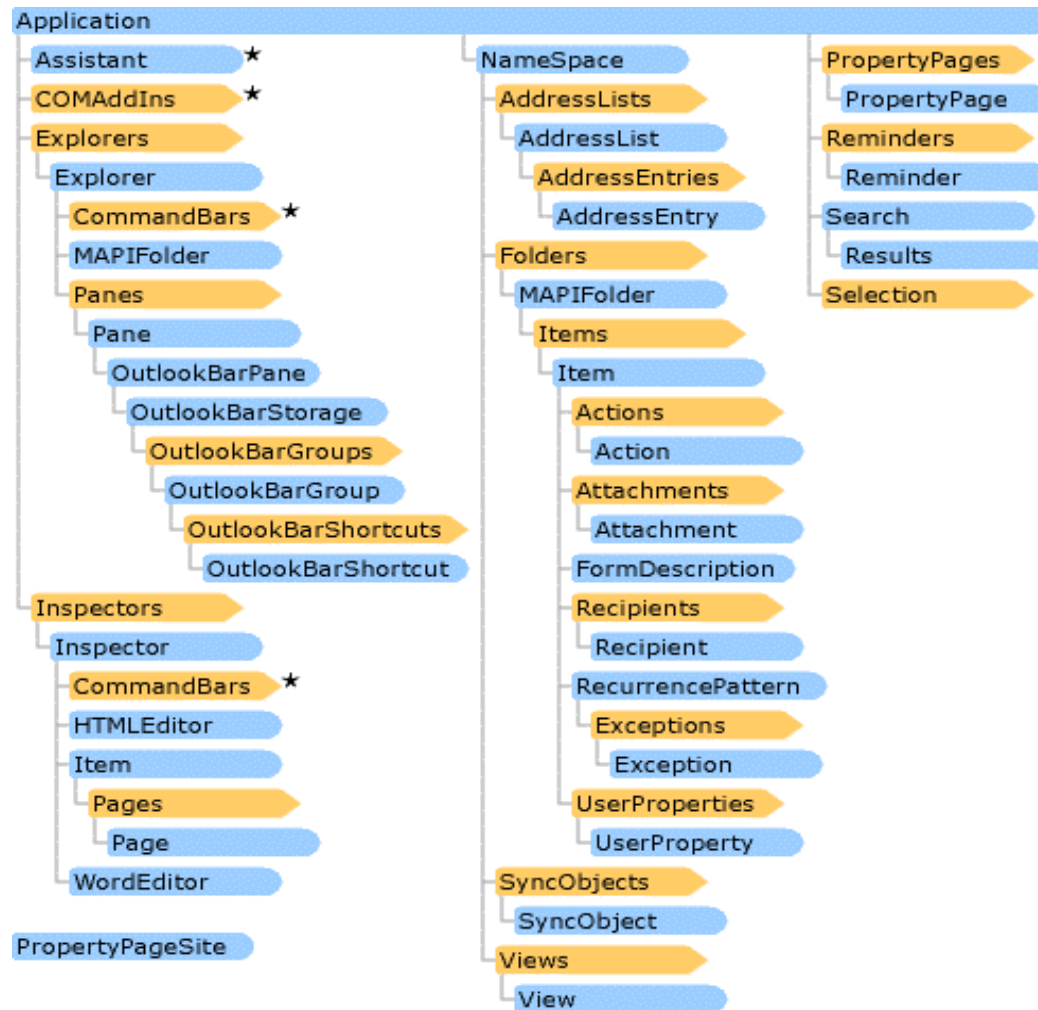 Application
Assistant ★
COMAddIns ★
Explorers
Explorer
CommandBars ★
MAPIFolder
Panes
Pane
OutlookBarPane
OutlookBarStorage
OutlookBarGroups
OutlookBarGroup
OutlookBarShortcuts
OutlookBarShortcut
Inspectors
Inspector
CommandBars ★
HTMLEditor
Item
Pages
Page
WordEditor
PropertyPageSite
NameSpace
AddressLists
AddressList
AddressEntries
AddressEntry
Folders
MAPIFolder
Items
Item
Actions
Action
Attachments
Attachment
FormDescription
Recipients
Recipient
RecurrencePattern
Exceptions
Exception
UserProperties
UserProperty
SyncObjects
SyncObject
Views
View
PropertyPages
PropertyPage
Reminders
Reminder
Search
Results
Selection